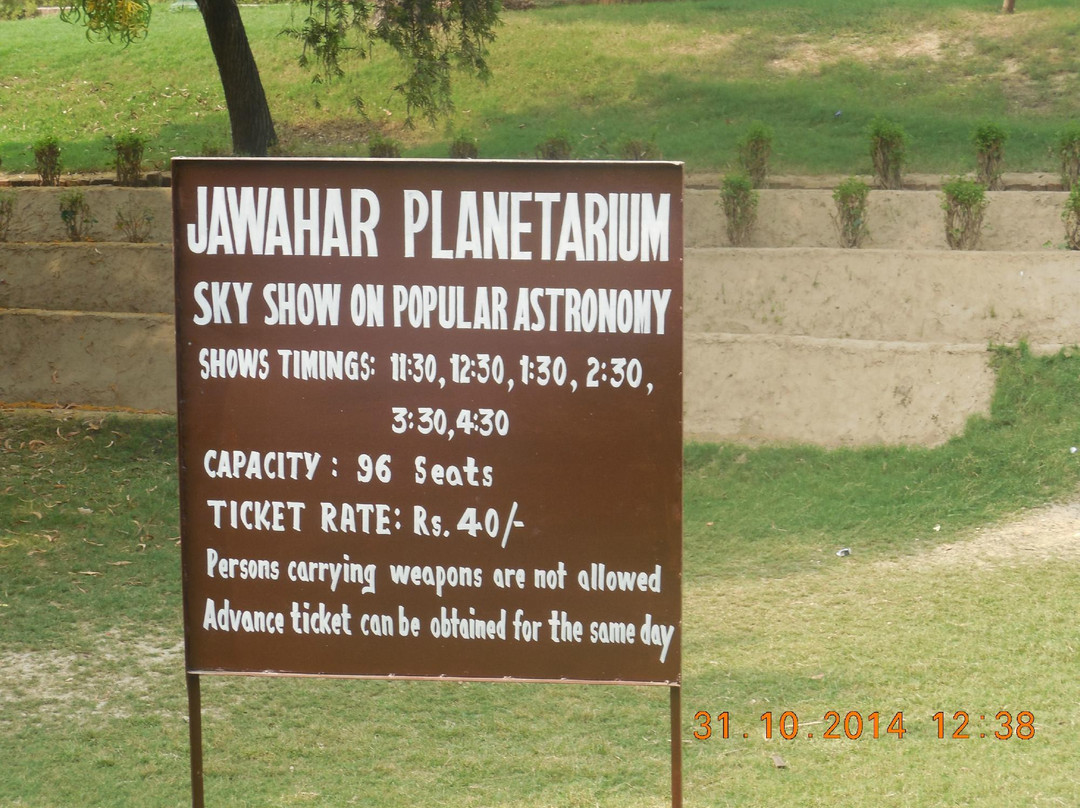 JAWAHAR PLANETARIUM
SKY SHOW ON POPULAR ASTRONOMY
SHOWS TIMINGS: 11:30, 12:30, 1:30, 2:30,
3:30, 4:30
CAPACITY: 96 Seats
TICKET RATE: Rs. 40/-
Persons carrying weapons are not allowed
Advance ticket can be obtained for the same day
31.10.2014 12:38